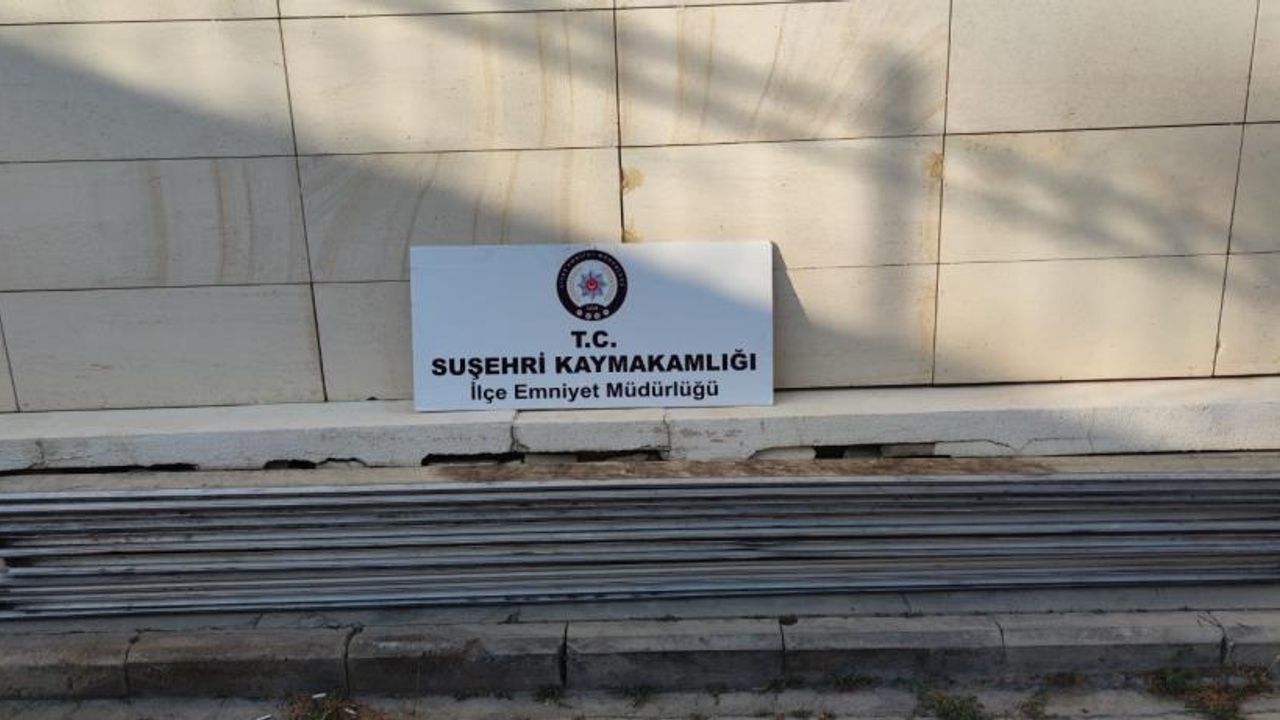 T.C.
SUŞEHRİ KAYMAKAMLIĞI
İlçe Emniyet Müdürlüğü